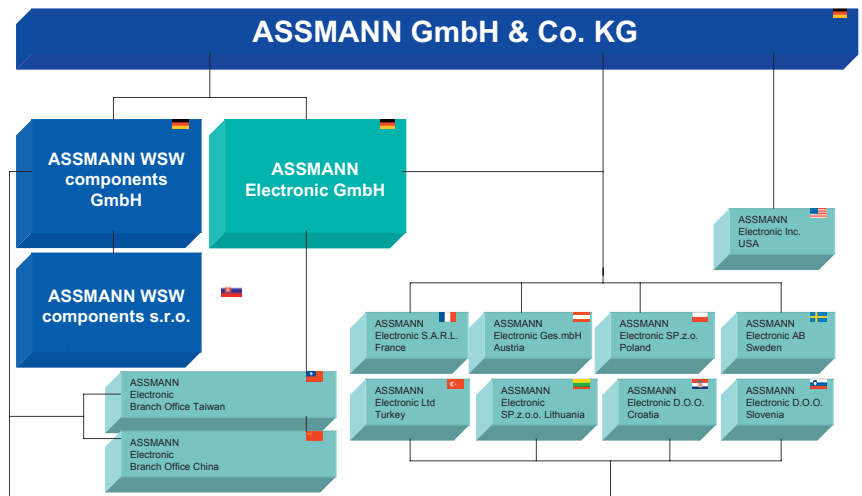 ASSMANN GmbH & Co. KG
ASSMANN WSW
components
GmbH
ASSMANN
Electronic GmbH
ASSMANN
Electronic Inc.
USA
ASSMANN WSW
components s.r.o.
ASSMANN
Electronic S.A.R.L.
France
ASSMANN
Electronic Ges.mbH
Austria
ASSMANN
Electronic SP.z.o.
Poland
ASSMANN
Electronic AB
Sweden
ASSMANN
Electronic
Branch Office Taiwan
ASSMANN
Electronic Ltd
Turkey
ASSMANN
Electronic
SP.z.o.o. Lithuania
ASSMANN
Electronic D.O.O.
Croatia
ASSMANN
Electronic D.O.O.
Slovenia
ASSMANN
Electronic
Branch Office China